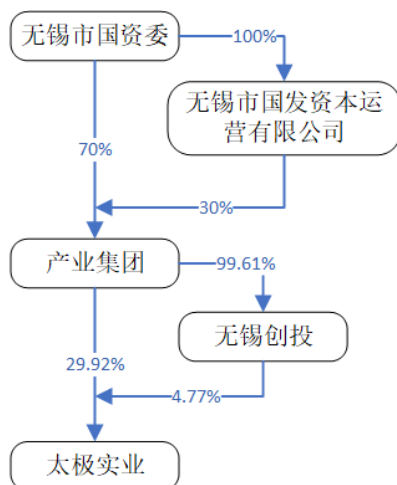 无锡市国资委
100%
无锡市国发资本运
营有限公司
70%
30%
产业集团
99.61%
无锡创投
29.92%
4.77%
太极实业